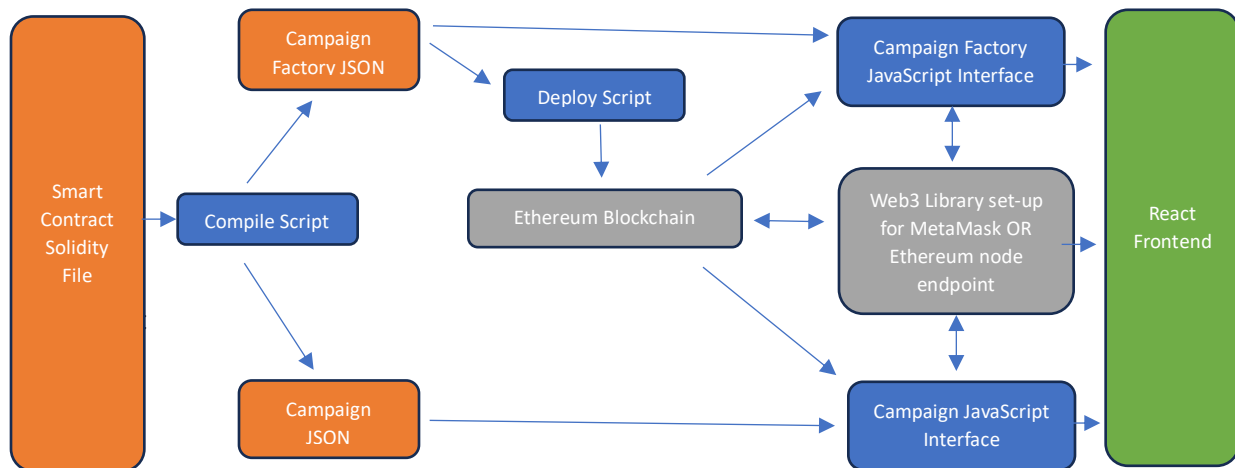 Smart
Contract
Solidity
File
Compile Script
Campaign
Factory JSON
Campaign
JSON
Deploy Script
Ethereum Blockchain
Campaign Factory
JavaScript Interface
Web3 Library set-up
for MetaMask OR
Ethereum node
endpoint
Campaign JavaScript
Interface
React
Frontend